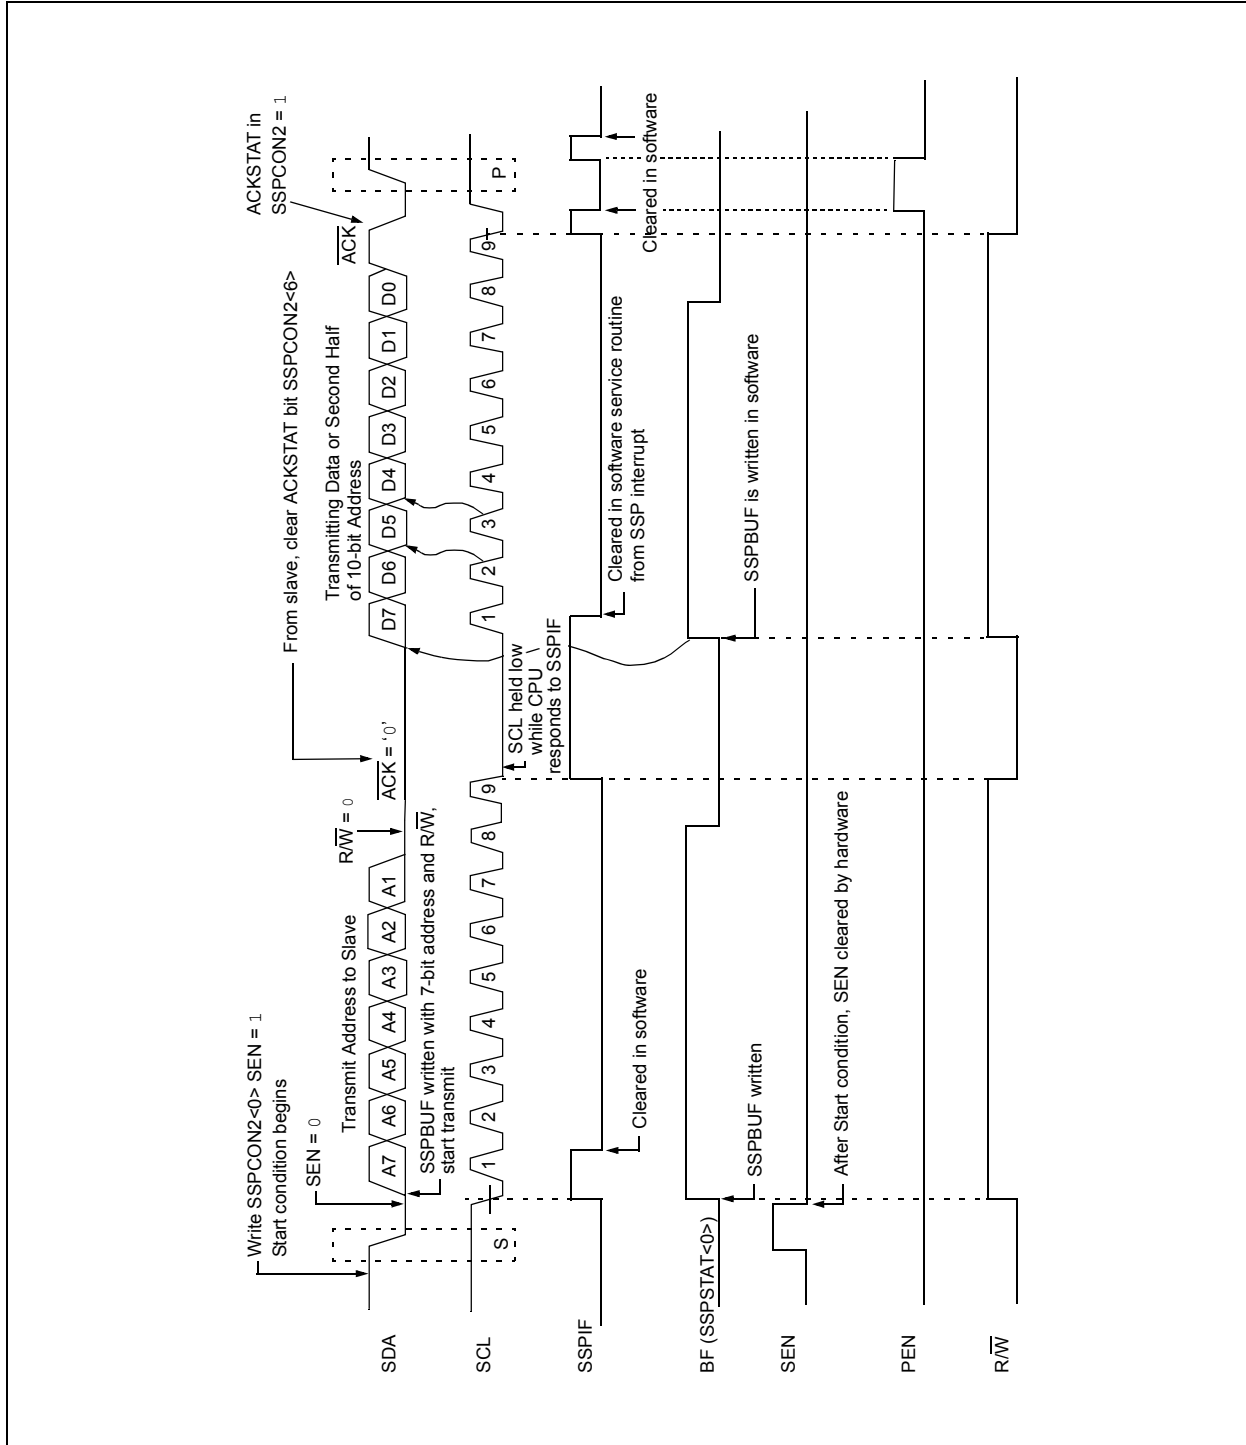 Write SSPCON2<0> SEN = 1
Start condition begins
SEN = 0
From slave, clear ACKSTAT bit SSPCON2<6>
ACKSTAT in
SSPCON2 = 1
Transmit Address to Slave
R/W = 0
ACK = '0'
Transmitting Data or Second Half
of 10-bit Address
ACK
SDA
A7 A6 A5 A4 A3 A2 A1
D7 D6 D5 D4 D3 D2 D1 D0
SSPBUF written with 7-bit address and R/W,
start transmit
SCL
S
1 2 3 4 5 6 7 8 9
1 2 3 4 5 6 7 8 9
P
SCL held low
while CPU
responds to SSPIF
SSPIF
Cleared in software
Cleared in software service routine
from SSP interrupt
Cleared in software
BF (SSPSTAT<0>)
SSPBUF written
SSPBUF is written in software
SEN
After Start condition, SEN cleared by hardware
PEN
R/W